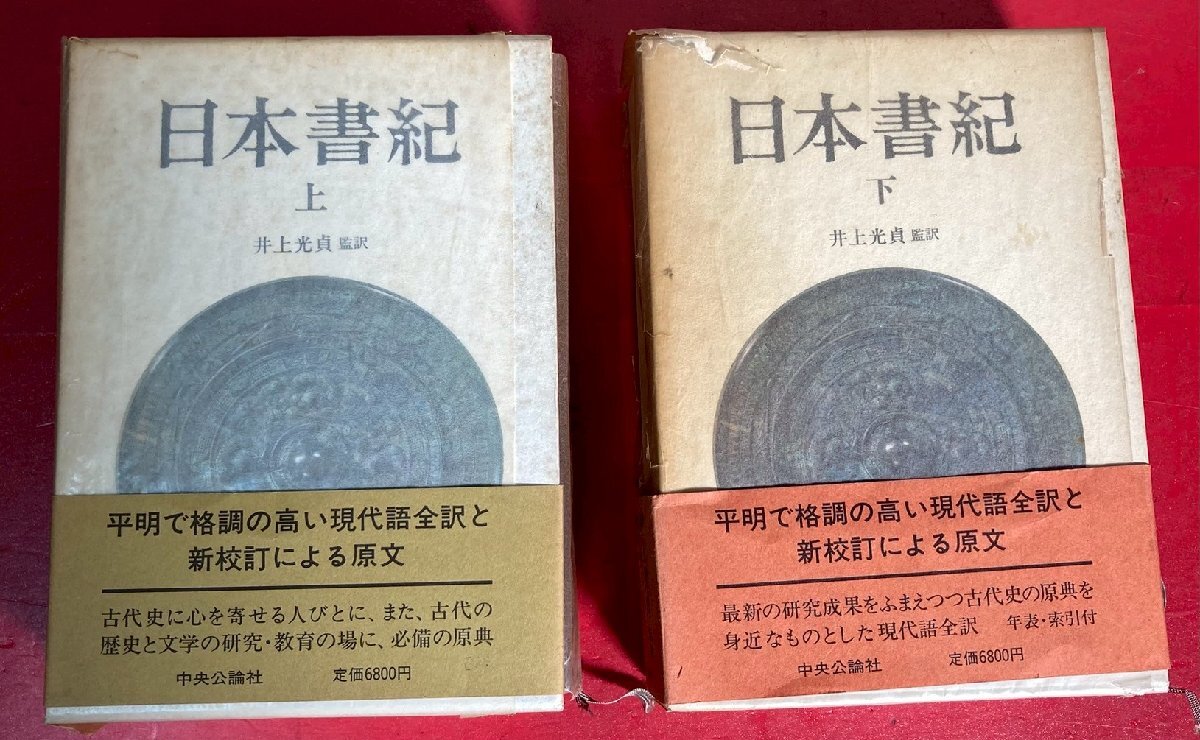 日本書紀
上
井上光貞 監訳
平明で格調の高い現代語全訳と
新校訂による原文
古代史に心を寄せる人びとに、また、古代の
歴史と文学の研究・教育の場に、必備の原典
中央公論社 定価6800円
日本書紀
下
井上光貞 監訳
平明で格調の高い現代語全訳と
新校訂による原文
最新の研究成果をふまえつつ古代史の原典を
身近なものとした現代語全訳 年表・索引付
中央公論社 定価6800円